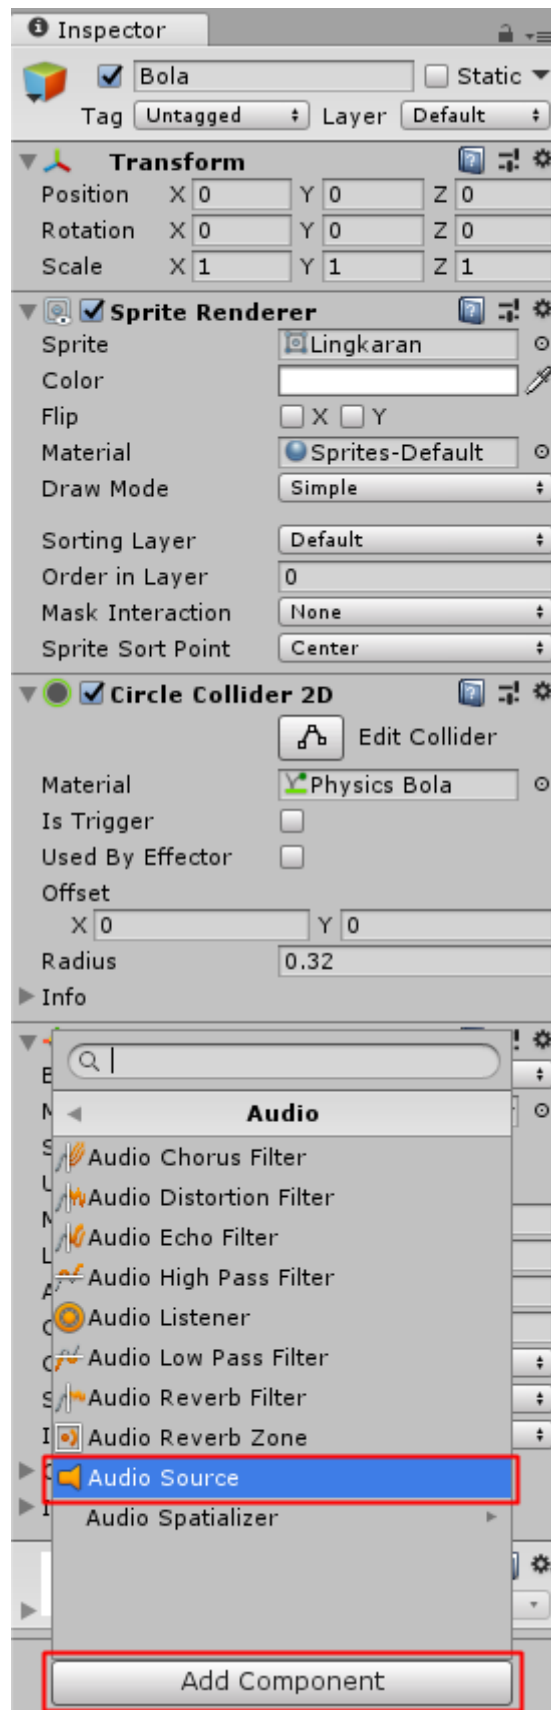 Inspector
Bola Static
Tag Untagged Layer Default
Transform
Position X 0 Y 0 Z 0
Rotation X 0 Y 0 Z 0
Scale X 1 Y 1 Z 1
Sprite Renderer
Sprite Lingkaran
Color
Flip X Y
Material Sprites-Default
Draw Mode Simple
Sorting Layer Default
Order in Layer 0
Mask Interaction None
Sprite Sort Point Center
Circle Collider 2D
Edit Collider
Material Physics Bola
Is Trigger
Used By Effector
Offset
X 0 Y 0
Radius 0.32
Info
Audio
Audio Chorus Filter
Audio Distortion Filter
Audio Echo Filter
Audio High Pass Filter
Audio Listener
Audio Low Pass Filter
Audio Reverb Filter
Audio Reverb Zone
Audio Source
Audio Spatializer
Add Component